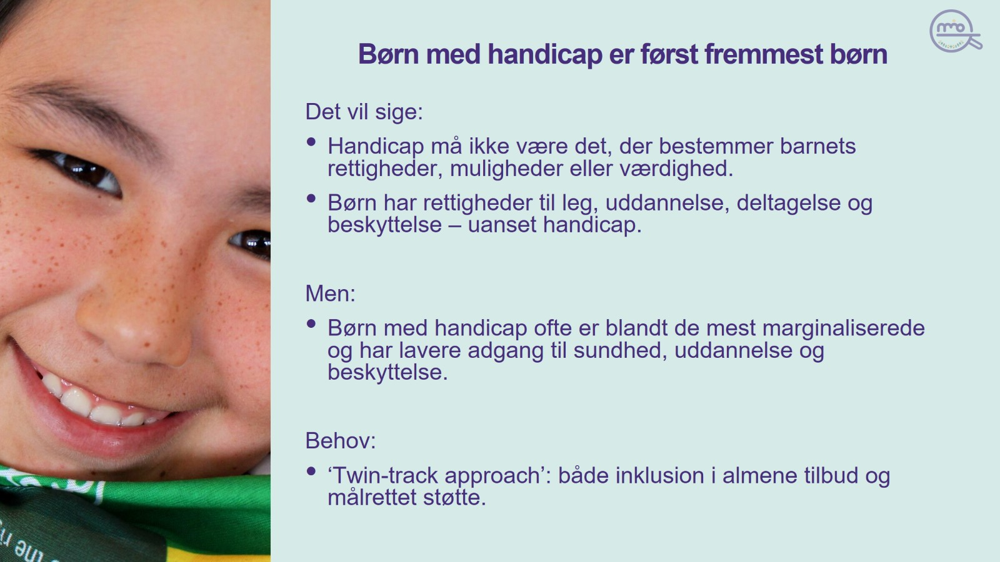 Børn med handicap er først fremmest børn
Det vil sige:
• Handicap må ikke være det, der bestemmer barnets
rettigheder, muligheder eller værdighed.
• Børn har rettigheder til leg, uddannelse, deltagelse og
beskyttelse – uanset handicap.
Men:
• Børn med handicap ofte er blandt de mest marginaliserede
og har lavere adgang til sundhed, uddannelse og
beskyttelse.
Behov:
• ‘Twin-track approach’: både inklusion i almene tilbud og
målrettet støtte.
the